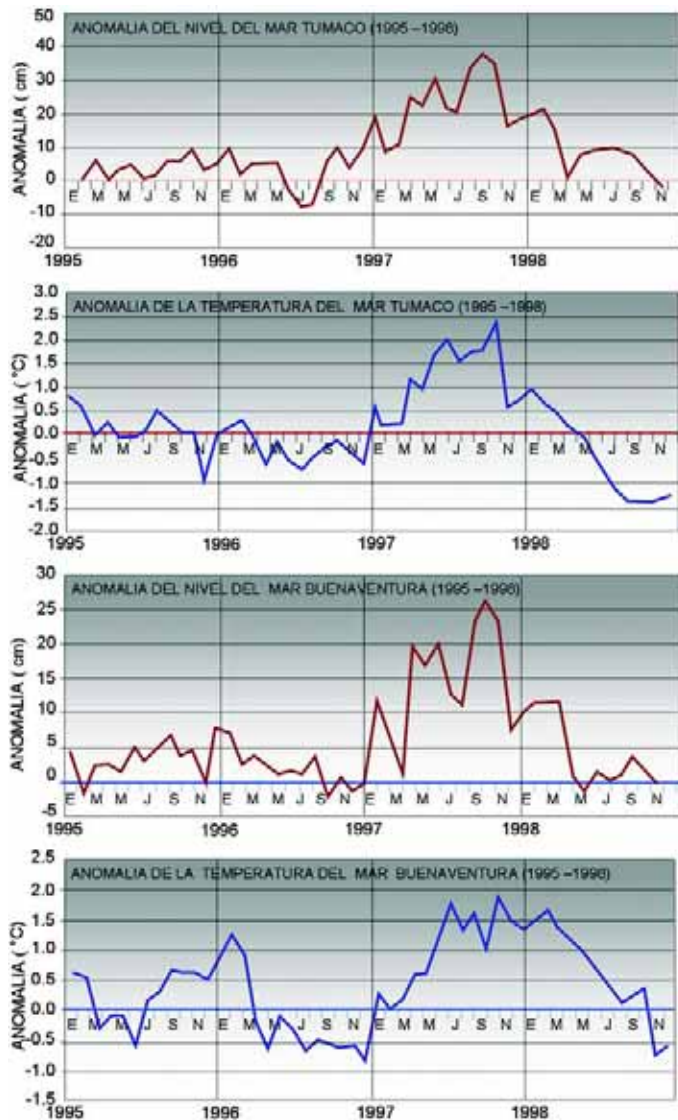 ANOMALIA DEL NIVEL DEL MAR TUMACO (1995 –1998)
ANOMALIA ( cm)
50
40
30
20
10
0
-10
-20
E M M J S N E M M J S N E M M J S N E M M J S N
1995 1996 1997 1998
ANOMALIA DE LA TEMPERATURA DEL MAR TUMACO (1995 –1998)
ANOMALIA ( °C)
3.0
2.5
2.0
1.5
1.0
0.5
0.0
-0.5
-1.0
-1.5
-2.0
E M M J S N E M M J S N E M M J S N E M M J S N
1995 1996 1997 1998
ANOMALIA DEL NIVEL DEL MAR BUENAVENTURA (1995 –1998)
ANOMALIA ( cm)
30
25
20
15
10
5
0
-5
E M M J S N E M M J S N E M M J S N E M M J S N
1995 1996 1997 1998
ANOMALIA DE LA TEMPERATURA DEL MAR BUENAVENTURA (1995 –1998)
ANOMALIA ( °C)
2.5
2.0
1.5
1.0
0.5
0.0
-0.5
-1.0
-1.5
E M M J S N E M M J S N E M M J S N E M M J S N
1995 1996 1997 1998